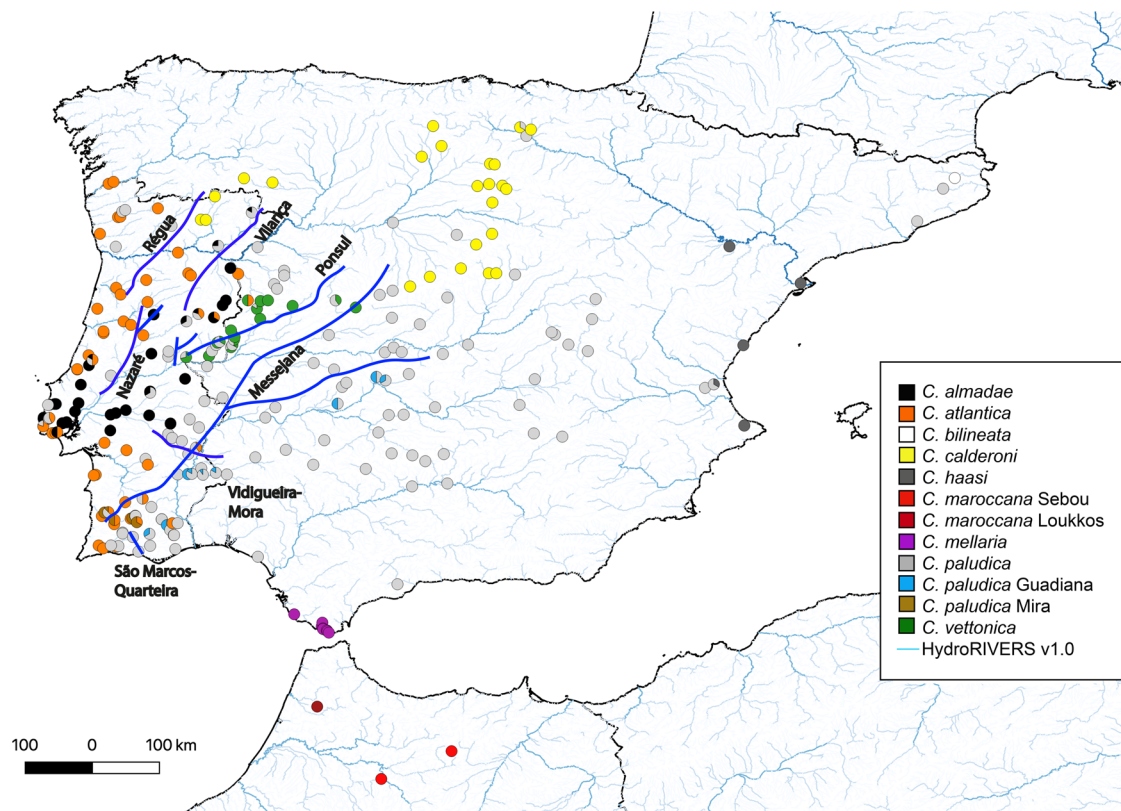 Régua
Vilança
Ponsul
Nazaré
Messejana
Vidigueira-
Mora
São Marcos-
Quarteira
C. almadae
C. atlantica
C. bilineata
C. calderoni
C. haasi
C. maroccana Sebou
C. maroccana Loukkos
C. mellaria
C. paludica
C. paludica Guadiana
C. paludica Mira
C. vettonica
HydroRIVERS v1.0
100 0 100 km